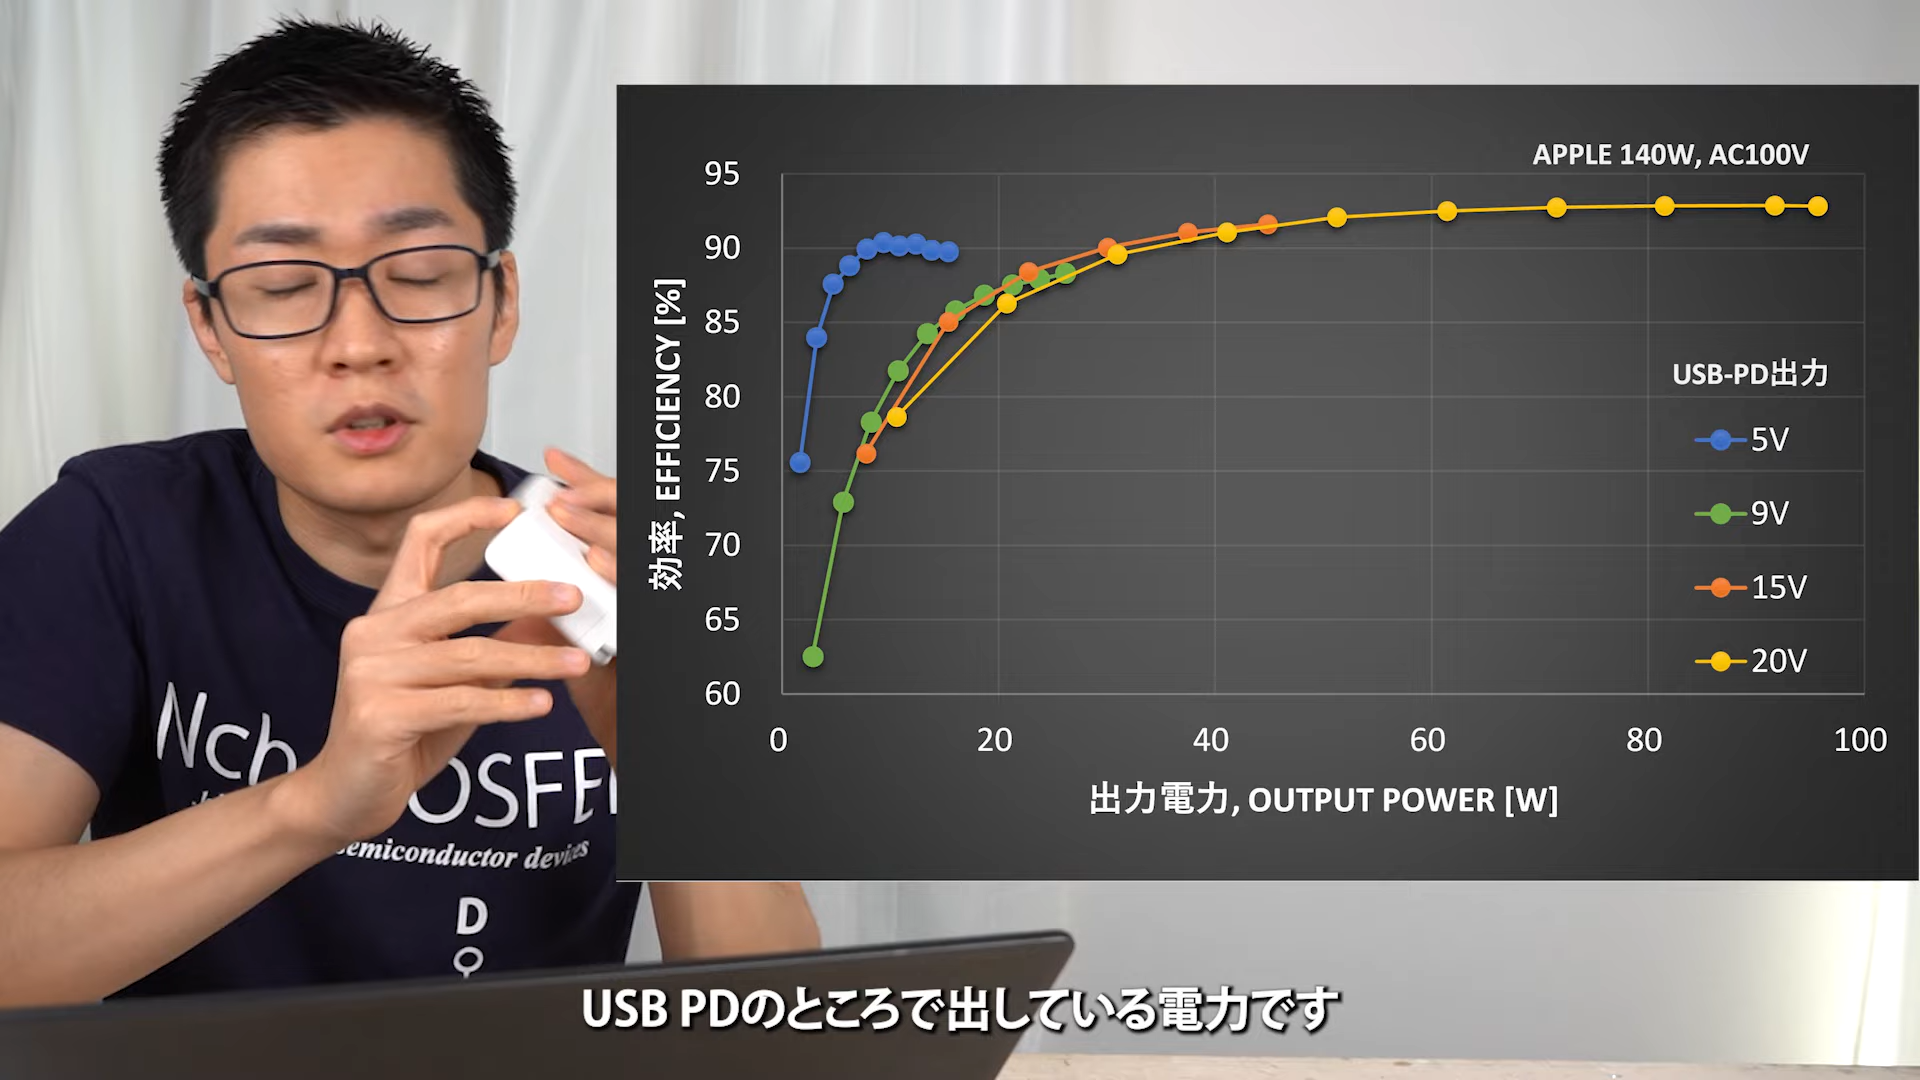 APPLE 140W, AC100V
効率, EFFICIENCY [%]
95
90
85
80
75
70
65
60
0 20 40 60 80 100
出力電力, OUTPUT POWER [W]
USB-PD出力
5V
9V
15V
20V
Nch
OSFE
semiconductor devices
D
USB PDのところで出している電力です